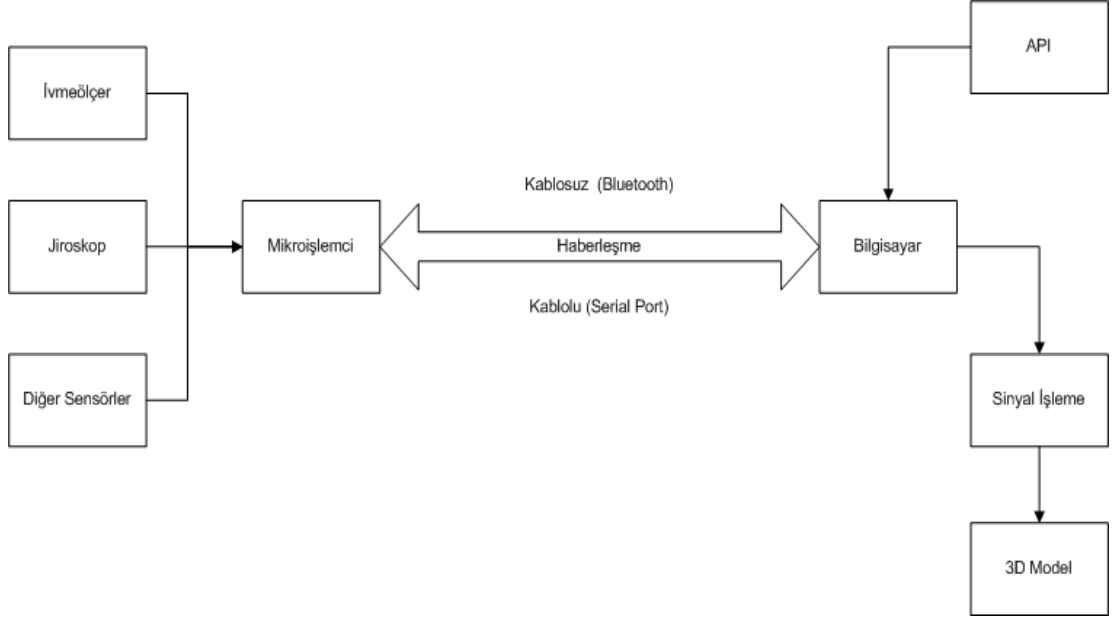 API
İvmeölçer
Kablosuz (Bluetooth)
Jiroskop
Mikroişlemci
Haberleşme
Bilgisayar
Kablolu (Serial Port)
Diğer Sensörler
Sinyal İşleme
3D Model